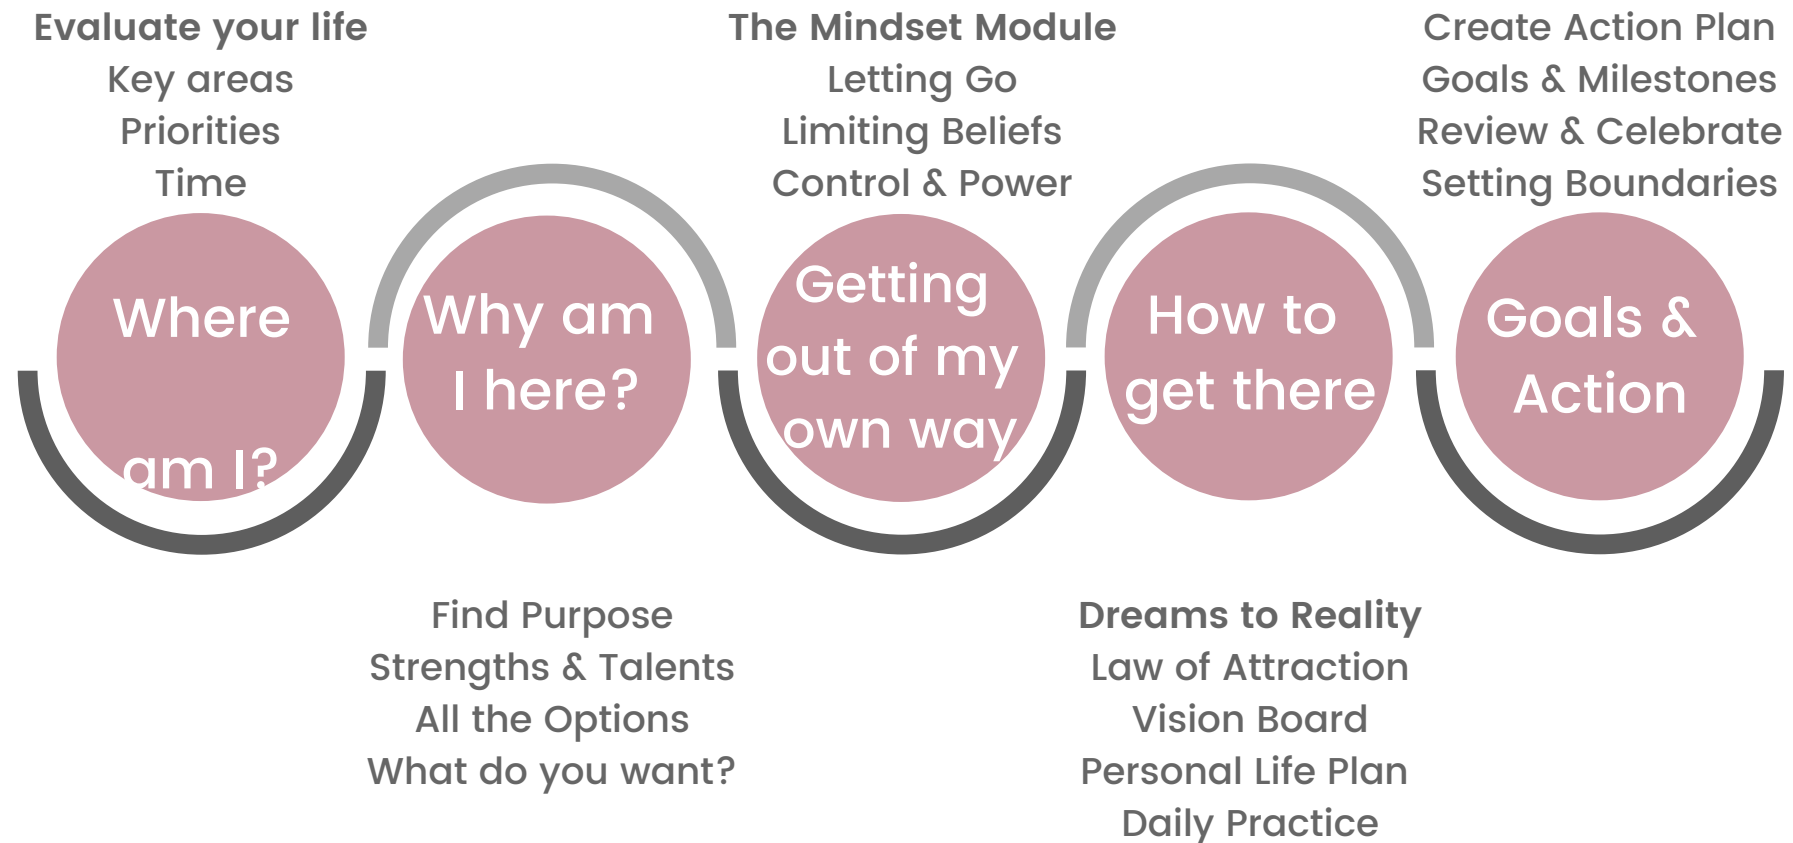 Evaluate your life
Key areas
Priorities
Time
Where
am I?
Why am
I here?
Find Purpose
Strengths & Talents
All the Options
What do you want?
The Mindset Module
Letting Go
Limiting Beliefs
Control & Power
Getting
out of my
own way
How to
get there
Dreams to Reality
Law of Attraction
Vision Board
Personal Life Plan
Daily Practice
Create Action Plan
Goals & Milestones
Review & Celebrate
Setting Boundaries
Goals &
Action